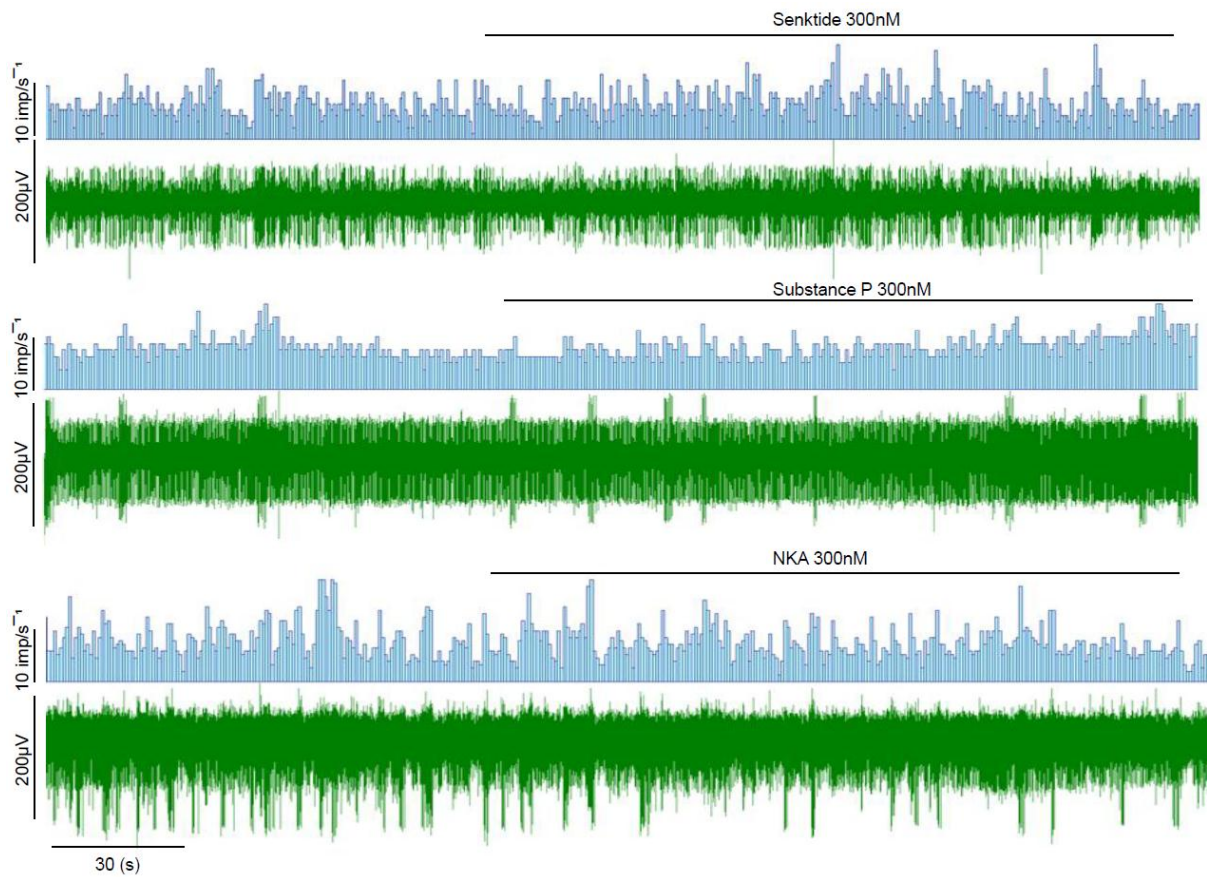 Senktide 300nM
10 imp/s⁻¹
200µV
Substance P 300nM
10 imp/s⁻¹
200µV
NKA 300nM
10 imp/s⁻¹
200µV
30 (s)